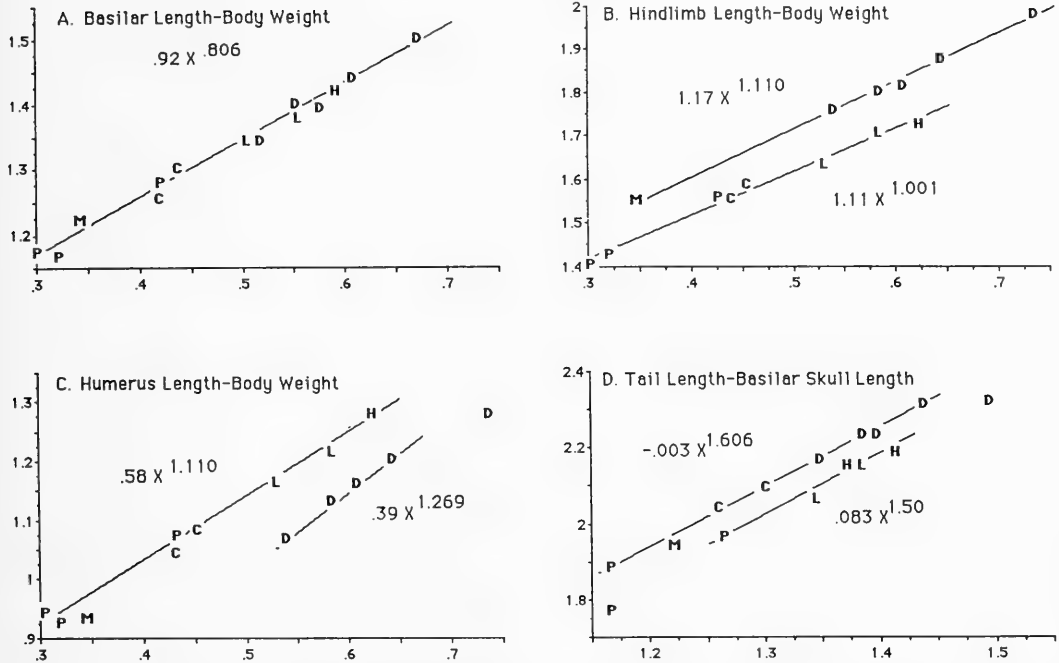 A. Basilar Length-Body Weight
.92 X .806
1.5
1.4
1.3
1.2
P P M P C C L D D L D H D D
.3 .4 .5 .6 .7
B. Hindlimb Length-Body Weight
1.17 X 1.110
1.11 X 1.001
2
1.9
1.8
1.7
1.6
1.5
1.4
P P M P C C L D L D D H D D
.3 .4 .5 .6 .7
C. Humerus Length-Body Weight
.58 X 1.110
.39 X 1.269
1.3
1.2
1.1
1
.9
P P M P C C L D L D D H D D
.3 .4 .5 .6 .7
D. Tail Length-Basilar Skull Length
-.003 X 1.606
.083 X 1.50
2.4
2.2
2
1.8
P P M C P C D L H D L D H D D
1.2 1.3 1.4 1.5